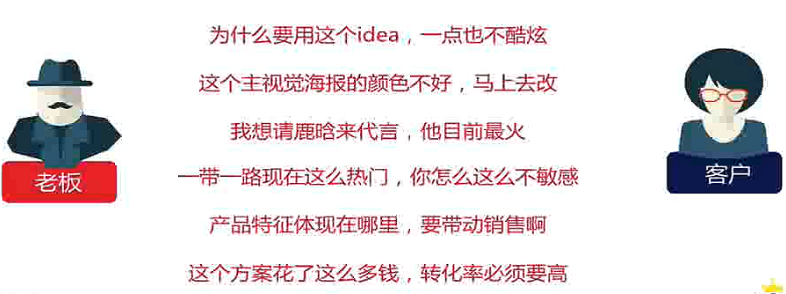 为什么要用这个idea，一点也不酷炫
这个主视觉海报的颜色不好，马上去改
我想请鹿晗来代言，他目前最火
老板
一带一路现在这么热门，你怎么这么不敏感
客户
产品特征体现在哪里，要带动销售啊
这个方案花了这么多钱，转化率必须要高